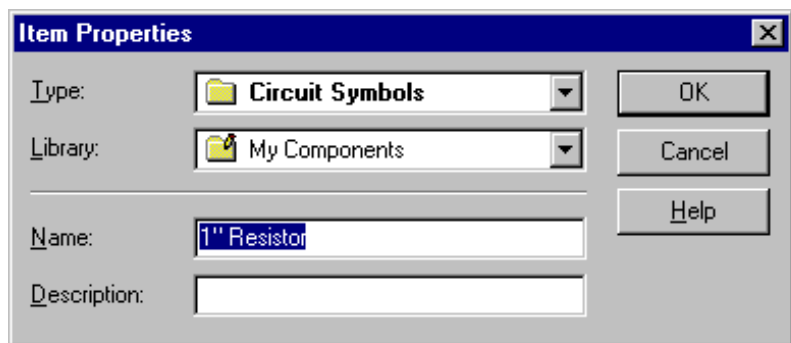 Item Properties
Type: Circuit Symbols OK
Library: My Components Cancel
Help
Name: 1" Resistor
Description: